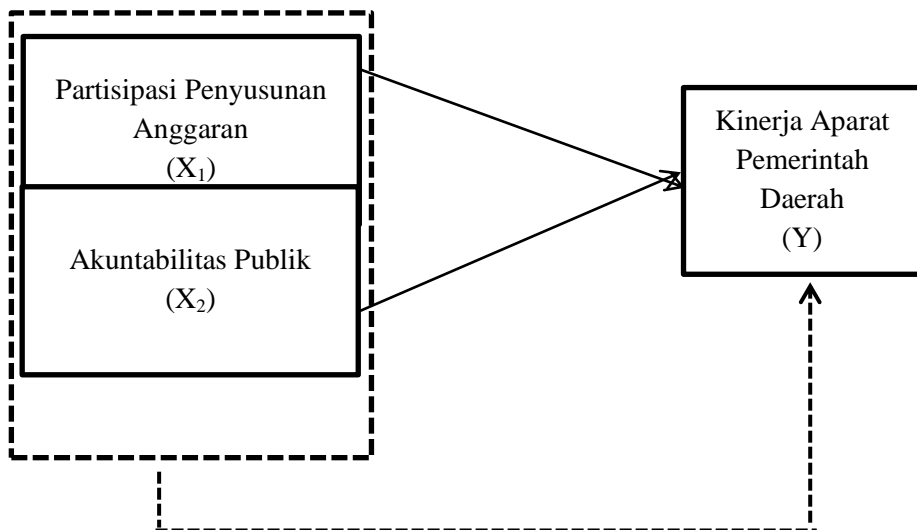 Partisipasi Penyusunan
Anggaran
(X₁)
Akuntabilitas Publik
(X₂)
Kinerja Aparat
Pemerintah
Daerah
(Y)